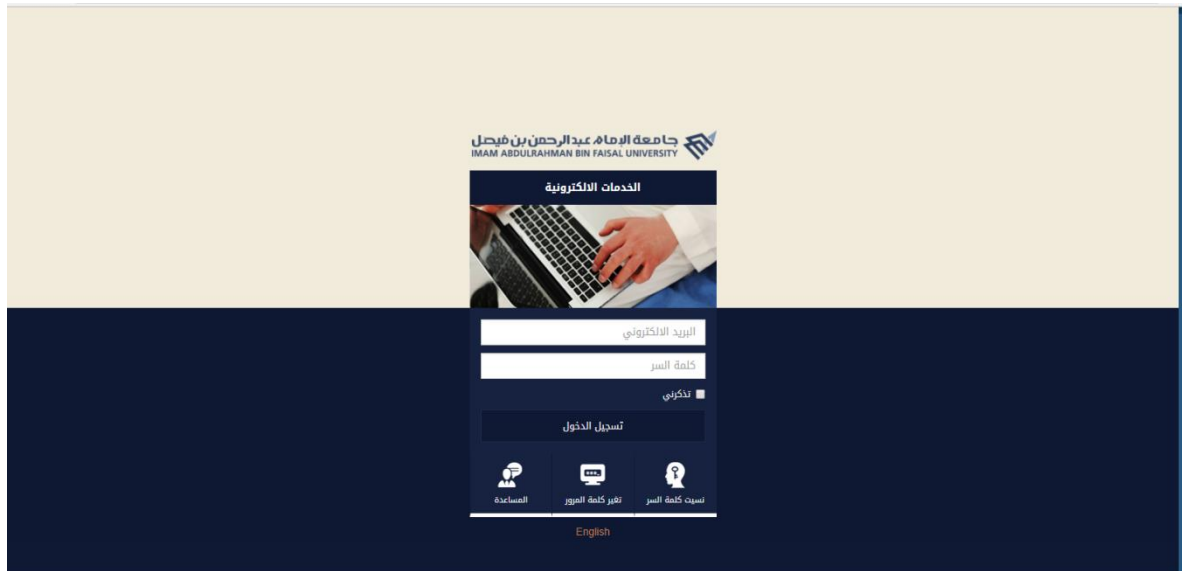 جامعة الإمام عبدالرحمن بن فيصل
IMAM ABDULRAHMAN BIN FAISAL UNIVERSITY
الخدمات الالكترونية
البريد الالكتروني
كلمة السر
تذكرني
تسجيل الدخول
نسيت كلمة السر
تغير كلمة المرور
المساعدة
English